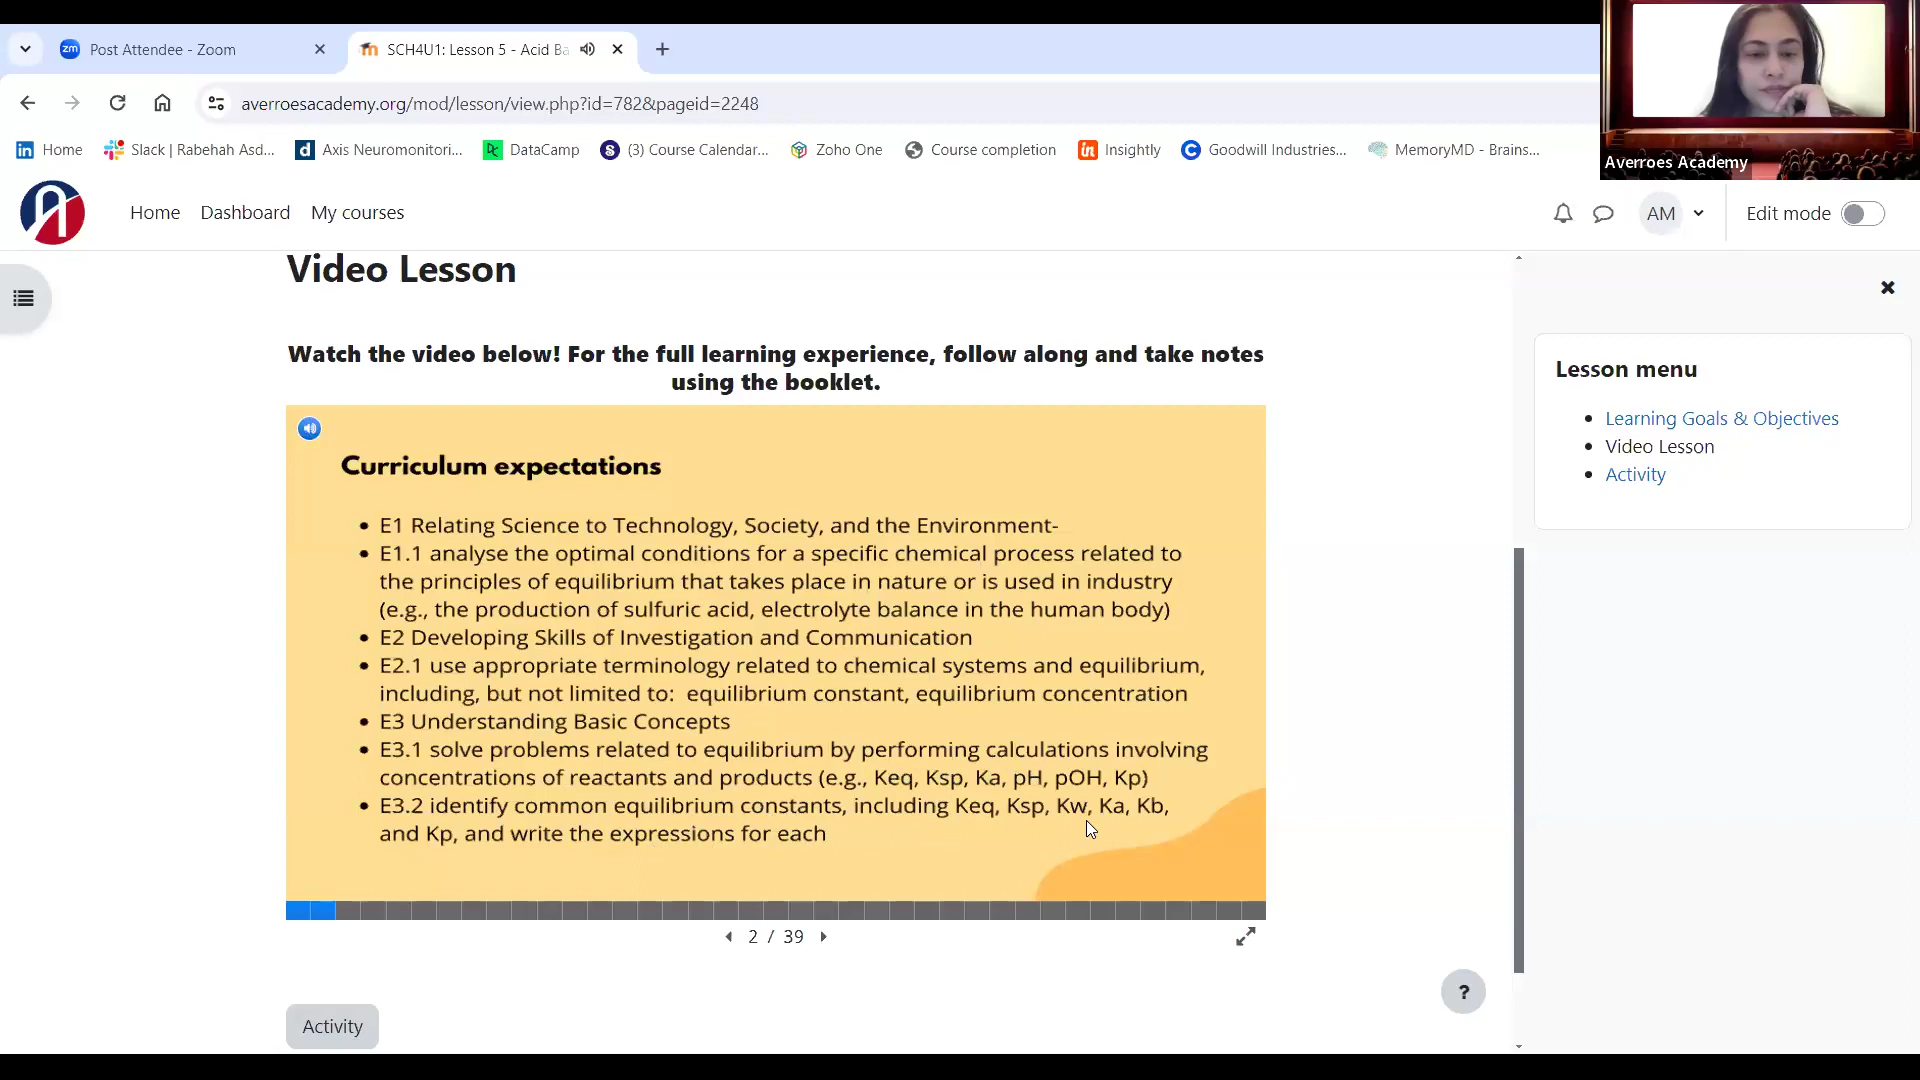 Post Attendee - Zoom
SCH4U1: Lesson 5 - Acid Ba
averroesacademy.org/mod/lesson/view.php?id=782&pageid=2248
Home
Slack | Rabehah Asd...
Axis Neuromonitori...
DataCamp
(3) Course Calendar...
Zoho One
Course completion
Insightly
Goodwill Industries...
MemoryMD - Brains...
Averroes Academy
Home
Dashboard
My courses
AM
Edit mode
Video Lesson
Watch the video below! For the full learning experience, follow along and take notes
using the booklet.
Curriculum expectations
E1 Relating Science to Technology, Society, and the Environment-
E1.1 analyse the optimal conditions for a specific chemical process related to
the principles of equilibrium that takes place in nature or is used in industry
(e.g., the production of sulfuric acid, electrolyte balance in the human body)
E2 Developing Skills of Investigation and Communication
E2.1 use appropriate terminology related to chemical systems and equilibrium,
including, but not limited to: equilibrium constant, equilibrium concentration
E3 Understanding Basic Concepts
E3.1 solve problems related to equilibrium by performing calculations involving
concentrations of reactants and products (e.g., Keq, Ksp, Ka, pH, pOH, Kp)
E3.2 identify common equilibrium constants, including Keq, Ksp, Kw, Ka, Kb,
and Kp, and write the expressions for each
2 / 39
Activity
Lesson menu
Learning Goals & Objectives
Video Lesson
Activity
?